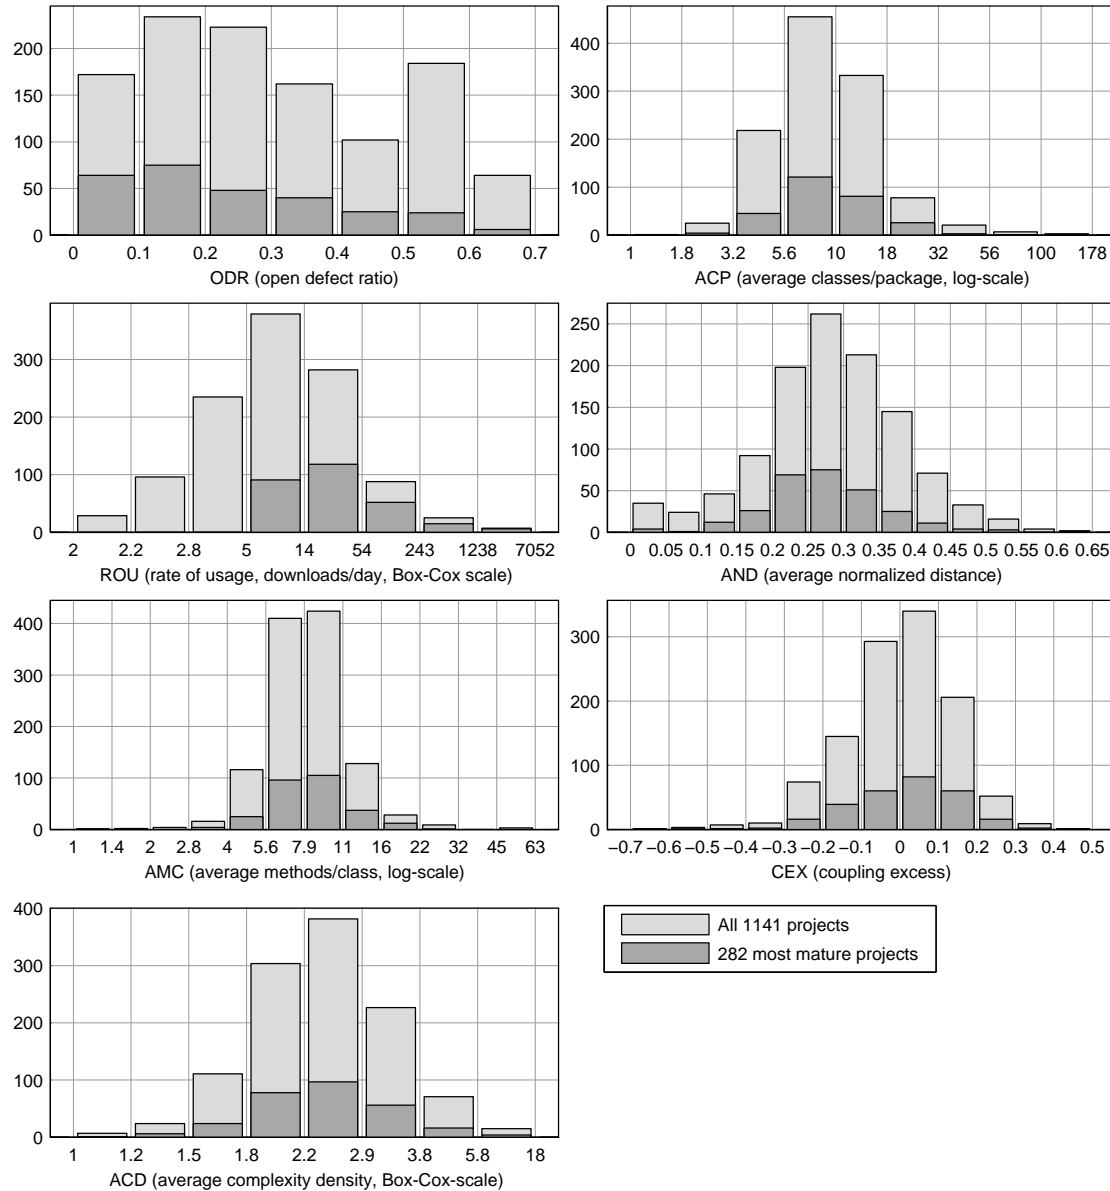 200
150
100
50
0
0 0.1 0.2 0.3 0.4 0.5 0.6 0.7
ODR (open defect ratio)
400
300
200
100
0
1 1.8 3.2 5.6 10 18 32 56 100 178
ACP (average classes/package, log-scale)
300
200
100
0
2 2.2 2.8 5 14 54 243 1238 7052
ROU (rate of usage, downloads/day, Box-Cox scale)
250
200
150
100
50
0
0 0.05 0.1 0.15 0.2 0.25 0.3 0.35 0.4 0.45 0.5 0.55 0.6 0.65
AND (average normalized distance)
400
300
200
100
0
1 1.4 2 2.8 4 5.6 7.9 11 16 22 32 45 63
AMC (average methods/class, log-scale)
300
200
100
0
−0.7 −0.6 −0.5 −0.4 −0.3 −0.2 −0.1 0 0.1 0.2 0.3 0.4 0.5
CEX (coupling excess)
400
300
200
100
0
1 1.2 1.5 1.8 2.2 2.9 3.8 5.8 18
ACD (average complexity density, Box-Cox-scale)
All 1141 projects
282 most mature projects